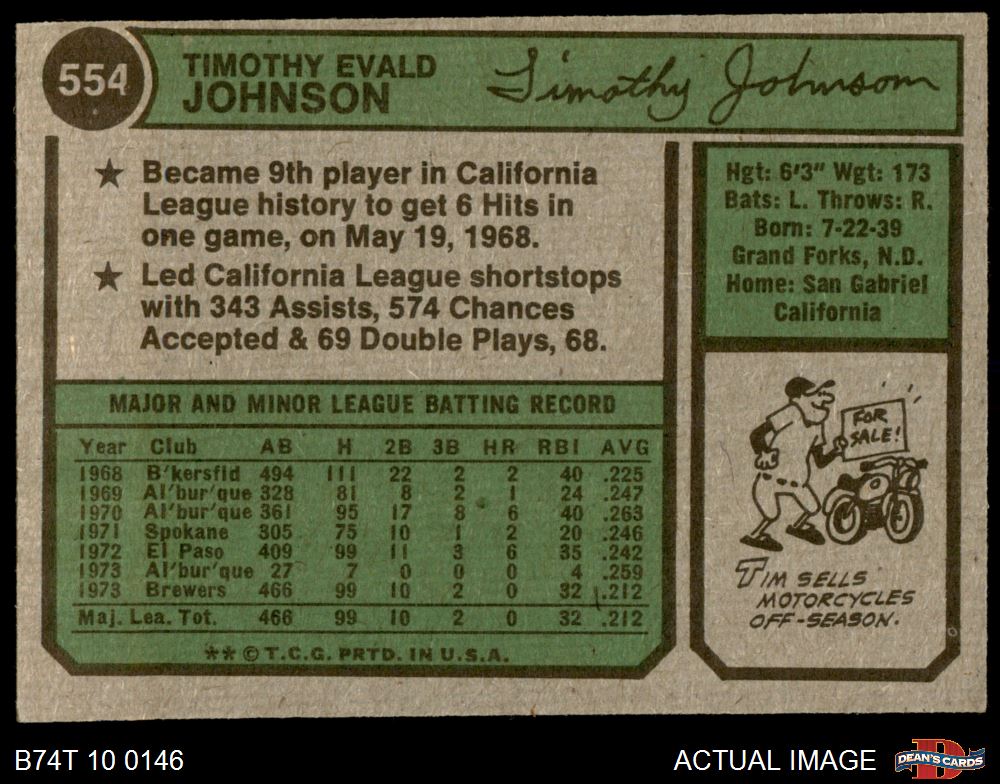 554
TIMOTHY EVALD
JOHNSON
Timothy Johnson
★ Became 9th player in California
League history to get 6 Hits in
one game, on May 19, 1968.
★ Led California League shortstops
with 343 Assists, 574 Chances
Accepted & 69 Double Plays, 68.
Hgt: 6'3" Wgt: 173
Bats: L. Throws: R.
Born: 7-22-39
Grand Forks, N.D.
Home: San Gabriel
California
MAJOR AND MINOR LEAGUE BATTING RECORD
Year Club AB H 2B 3B HR RBI AVG
1968 B'kersfld 494 111 22 2 2 40 .225
1969 Al'bur'que 328 81 8 2 1 24 .247
1970 Al'bur'que 361 95 17 8 6 40 .263
1971 Spokane 305 75 10 1 2 20 .246
1972 El Paso 409 99 11 3 6 35 .242
1973 Al'bur'que 27 7 0 0 0 4 .259
1973 Brewers 466 99 10 2 0 32 .212
Maj. Lea. Tot. 466 99 10 2 0 32 .212
** © T.C.G. PRTD. IN U.S.A.
FOR
SALE!
TIM SELLS
MOTORCYCLES
OFF-SEASON.
B74T 10 0146
ACTUAL IMAGE
D
DEAN'S CARDS